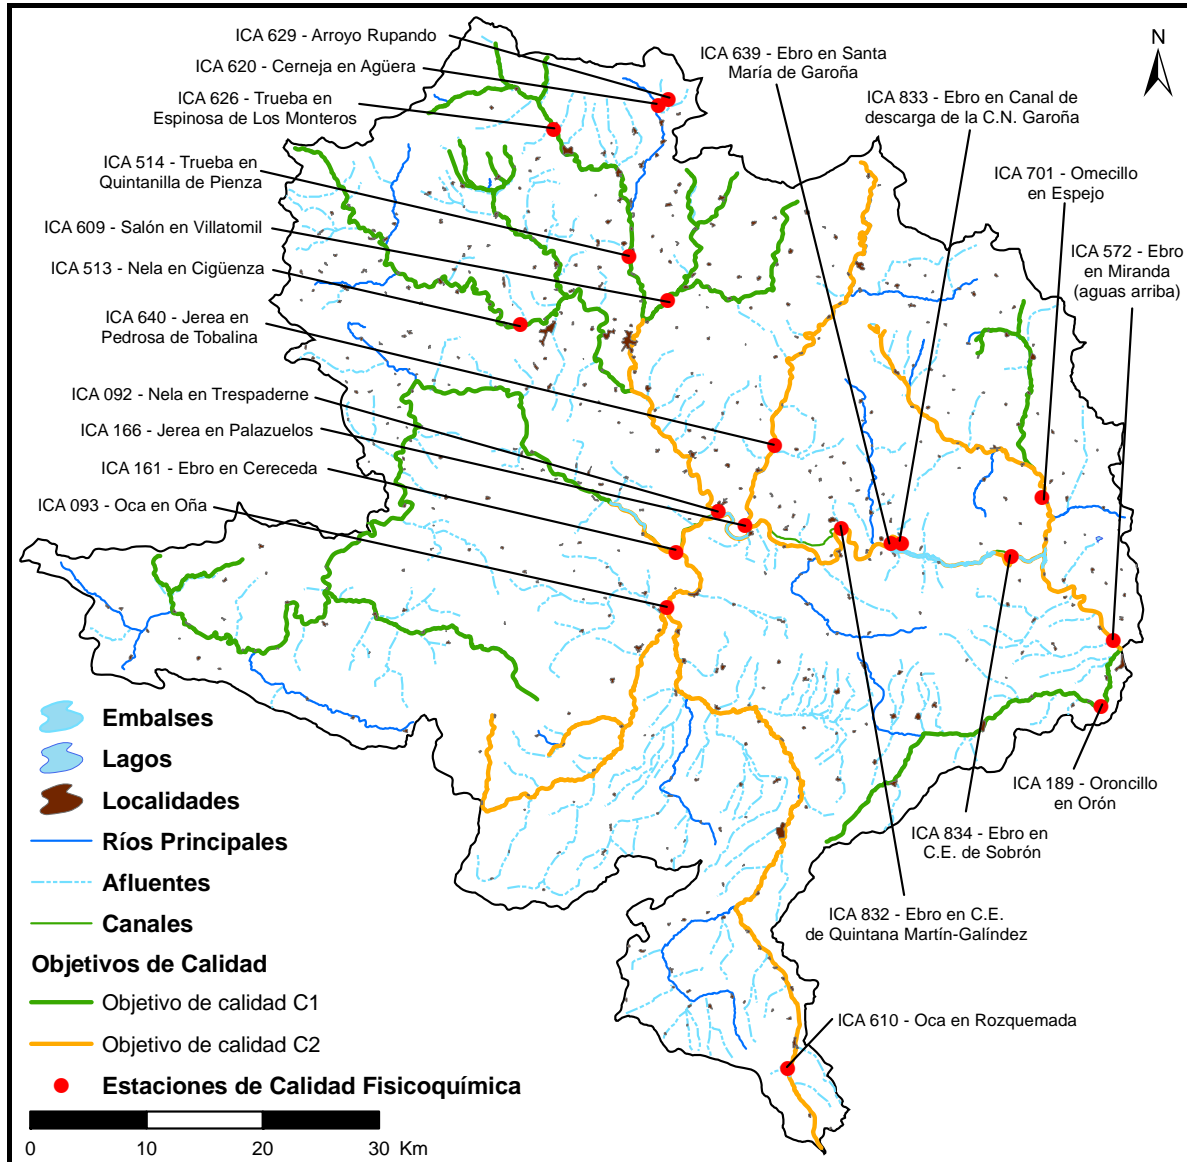 ICA 629 - Arroyo Rupando
ICA 620 - Cerneja en Agüera
ICA 626 - Trueba en
Espinosa de Los Monteros
ICA 514 - Trueba en
Quintanilla de Pienza
ICA 609 - Salón en Villatomil
ICA 513 - Nela en Cigüenza
ICA 640 - Jerea en
Pedrosa de Tobalina
ICA 092 - Nela en Trespaderne
ICA 166 - Jerea en Palazuelos
ICA 161 - Ebro en Cereceda
ICA 093 - Oca en Oña
ICA 639 - Ebro en Santa
María de Garoña
ICA 833 - Ebro en Canal de
descarga de la C.N. Garoña
N
ICA 701 - Omecillo
en Espejo
ICA 572 - Ebro
en Miranda
(aguas arriba)
ICA 189 - Oroncillo
en Orón
ICA 834 - Ebro en
C.E. de Sobrón
ICA 832 - Ebro en C.E.
de Quintana Martín-Galíndez
ICA 610 - Oca en Rozquemada
Embalses
Lagos
Localidades
Ríos Principales
Afluentes
Canales
Objetivos de Calidad
Objetivo de calidad C1
Objetivo de calidad C2
Estaciones de Calidad Fisicoquímica
0 10 20 30 Km